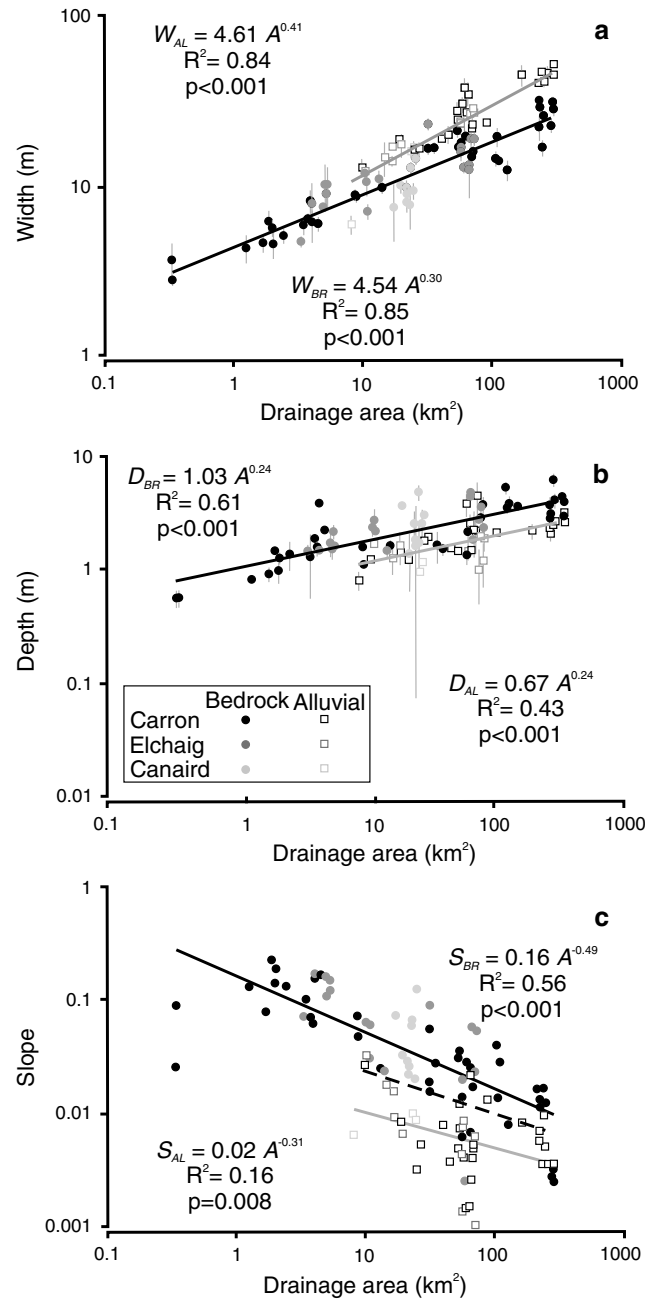 a
100
10
1
Width (m)
W_AL = 4.61 A^0.41
R²= 0.84
p<0.001
W_BR = 4.54 A^0.30
R²= 0.85
p<0.001
0.1 1 10 100 1000
Drainage area (km²)
b
10
1
0.1
0.01
Depth (m)
D_BR = 1.03 A^0.24
R²= 0.61
p<0.001
D_AL = 0.67 A^0.24
R²= 0.43
p<0.001
Bedrock Alluvial
Carron
Elchaig
Canaird
0.1 1 10 100 1000
Drainage area (km²)
c
1
0.1
0.01
0.001
Slope
S_BR = 0.16 A^-0.49
R²= 0.56
p<0.001
S_AL = 0.02 A^-0.31
R²= 0.16
p=0.008
0.1 1 10 100 1000
Drainage area (km²)